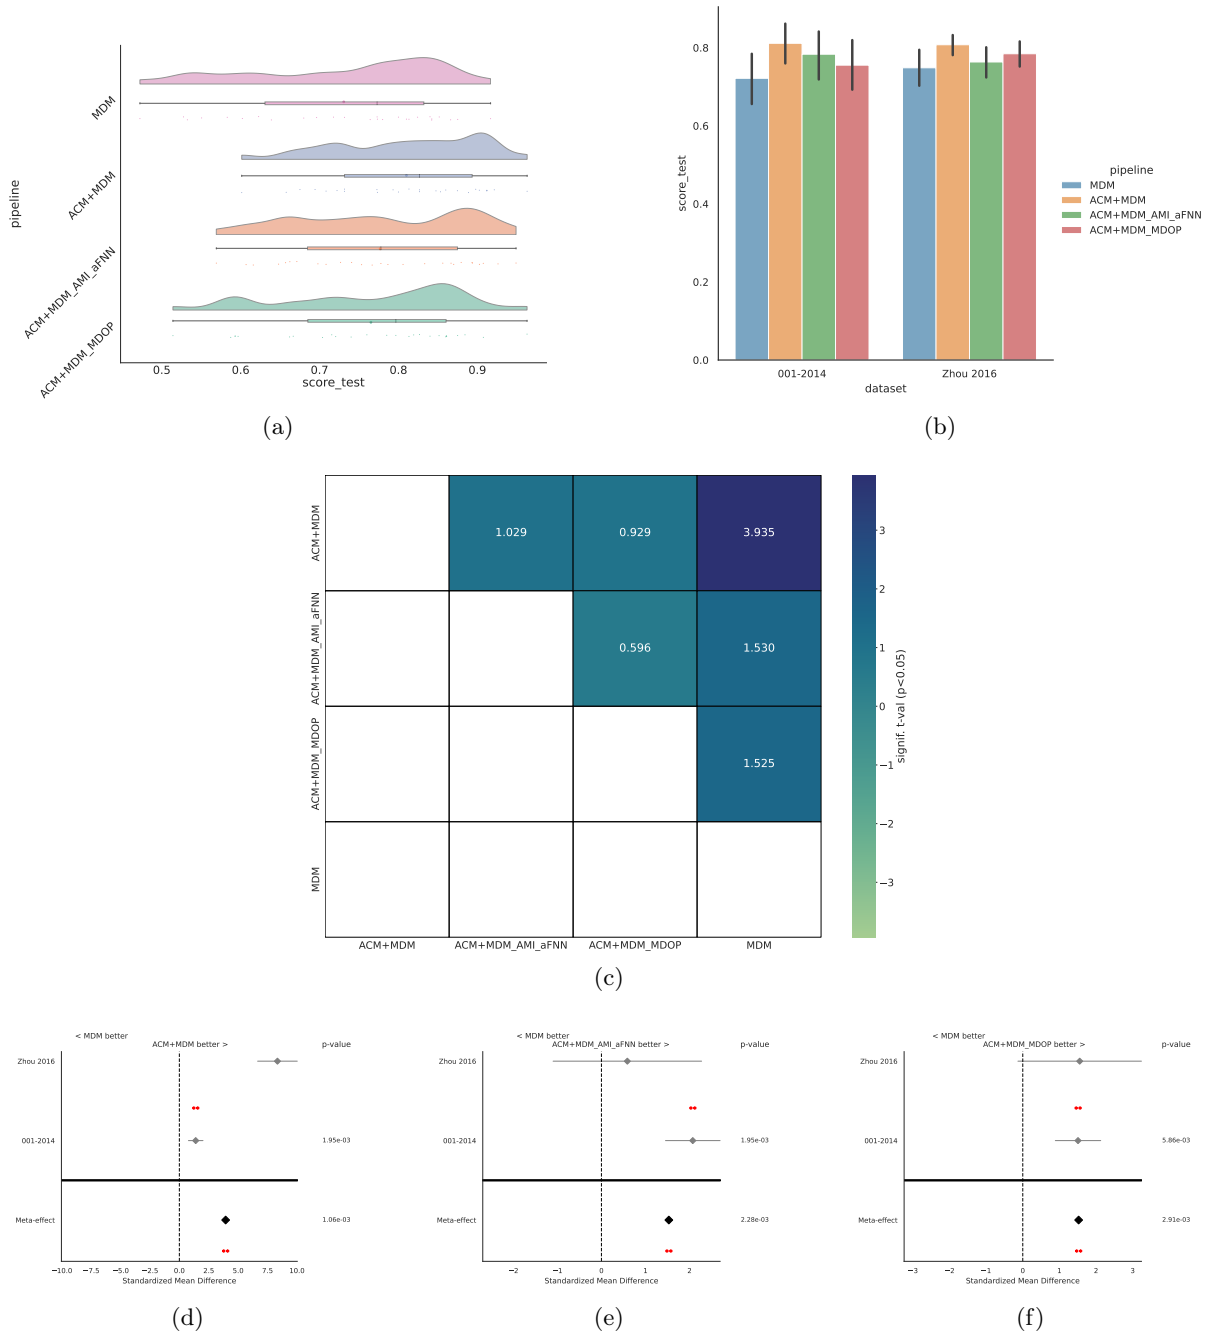 pipeline
MDM
ACM+MDM
ACM+MDM_AMI_aFNN
ACM+MDM_MDOP
0.5 0.6 0.7 0.8 0.9
score_test
(a)
score_test
0.8
0.6
0.4
0.2
0.0
001-2014 Zhou 2016
dataset
pipeline
MDM
ACM+MDM
ACM+MDM_AMI_aFNN
ACM+MDM_MDOP
(b)
ACM+MDM
1.029 0.929 3.935
ACM+MDM_AMI_aFNN
0.596 1.530
ACM+MDM_MDOP
1.525
MDM
ACM+MDM ACM+MDM_AMI_aFNN ACM+MDM_MDOP MDM
3
2
1
0
−1
−2
−3
signif. t-val (p<0.05)
(c)
< MDM better
ACM+MDM better >
p-value
Zhou 2016
001-2014
1.95e-03
Meta-effect
1.06e-03
−10.0 −7.5 −5.0 −2.5 0.0 2.5 5.0 7.5 10.0
Standardized Mean Difference
(d)
< MDM better
ACM+MDM_AMI_aFNN better >
p-value
Zhou 2016
001-2014
1.95e-03
Meta-effect
2.28e-03
−2 −1 0 1 2
Standardized Mean Difference
(e)
< MDM better
ACM+MDM_MDOP better >
p-value
Zhou 2016
001-2014
5.86e-03
Meta-effect
2.91e-03
−3 −2 −1 0 1 2 3
Standardized Mean Difference
(f)